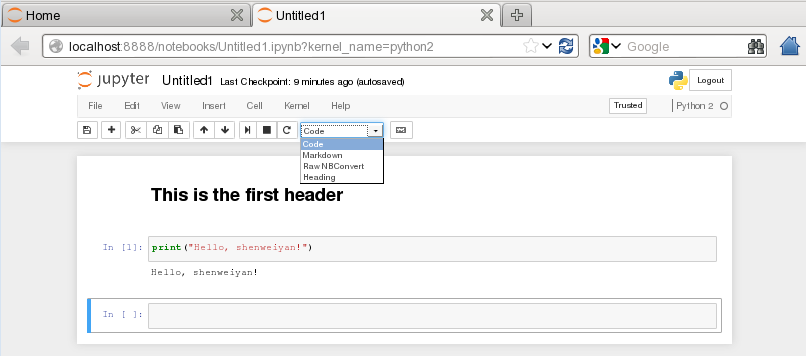 Home
Untitled1
localhost:8888/notebooks/Untitled1.ipynb?kernel_name=python2
Google
jupyter Untitled1 Last Checkpoint: 9 minutes ago (autosaved)
Logout
File Edit View Insert Cell Kernel Help
Trusted
Python 2
Code
Code
Markdown
Raw NBConvert
Heading
This is the first header
In [1]: print("Hello, shenweiyan!")
Hello, shenweiyan!
In [ ]: